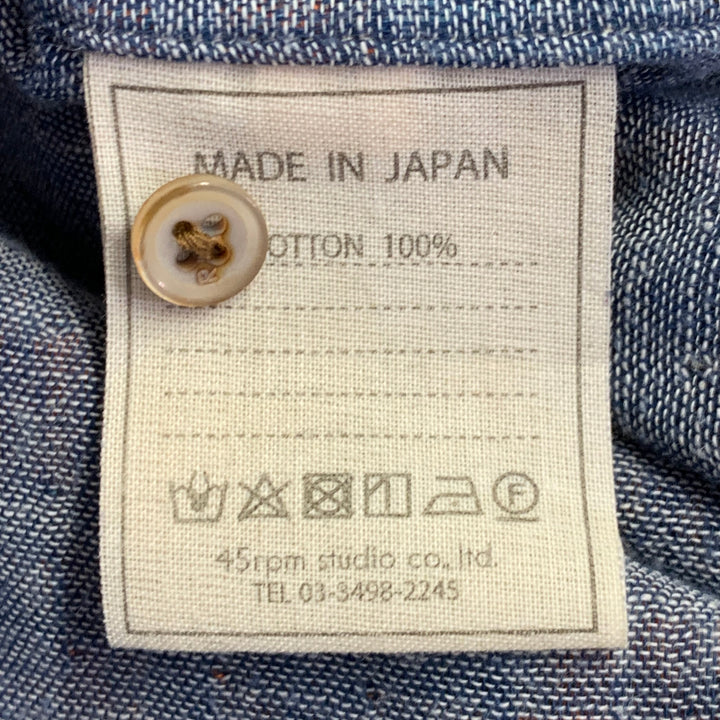 MADE IN JAPAN
OTTON 100%
F
45rpm studio co., ltd.
TEL 03-3498-2245